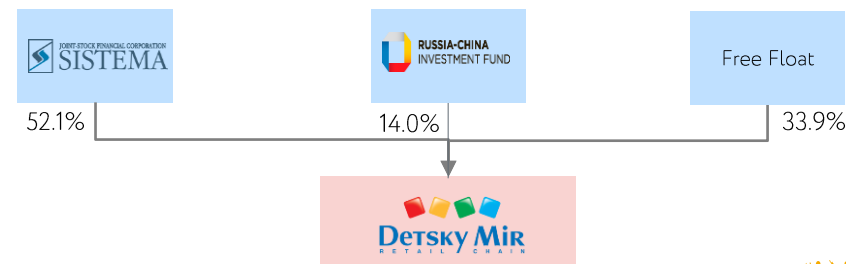 JOINT-STOCK FINANCIAL CORPORATION
SISTEMA
RUSSIA-CHINA
INVESTMENT FUND
Free Float
52.1%
14.0%
33.9%
DETSKY MIR
RETAIL CHAIN